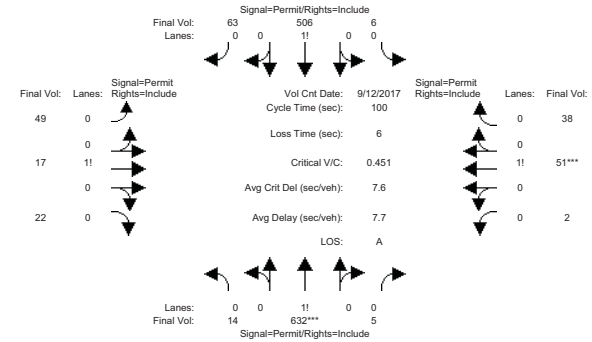 Signal=Permit/Rights=Include
Final Vol: 63 506 6
Lanes: 0 0 1! 0 0
Signal=Permit
Final Vol: Lanes: Rights=Include
Vol Cnt Date: 9/12/2017
Signal=Permit
Rights=Include Lanes: Final Vol:
Cycle Time (sec): 100
49 0
0 38
Loss Time (sec): 6
0
0
17 1!
Critical V/C: 0.451
1! 51***
0
Avg Crit Del (sec/veh): 7.6
0
22 0
Avg Delay (sec/veh): 7.7
0 2
LOS: A
Lanes: 0 0 1! 0 0
Final Vol: 14 632*** 5
Signal=Permit/Rights=Include